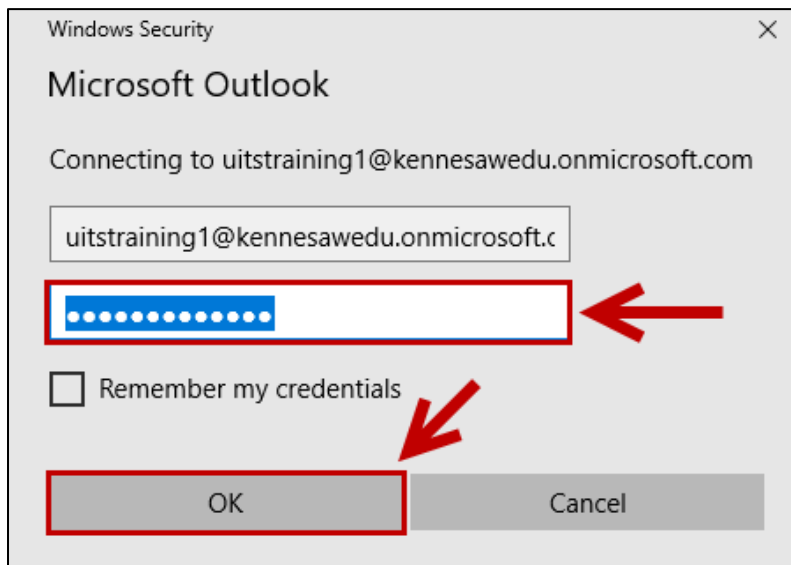 Windows Security
Microsoft Outlook
Connecting to uitstraining1@kennesawedu.onmicrosoft.com
uitstraining1@kennesawedu.onmicrosoft.c
●●●●●●●●●●●●●
Remember my credentials
OK
Cancel